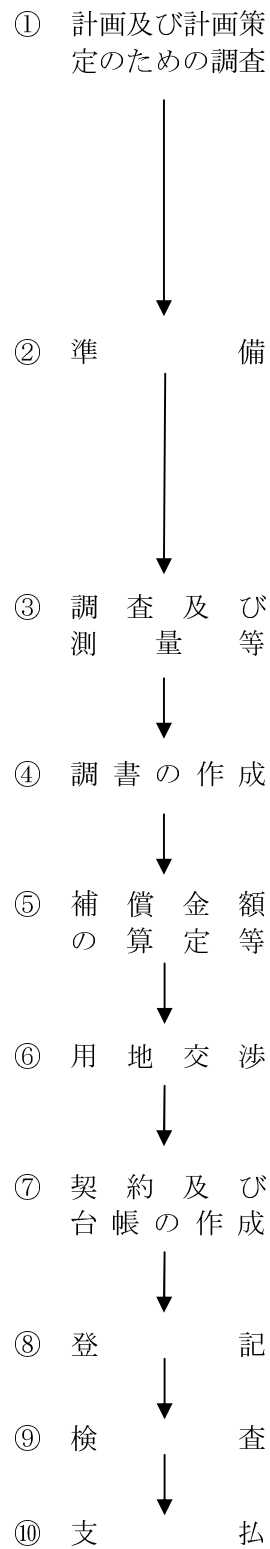 ① 計画及び計画策
定のための調査
② 準備
③ 調査及び
測量等
④ 調書の作成
⑤ 補償金額
の算定等
⑥ 用地交渉
⑦ 契約及び
台帳の作成
⑧ 登記
⑨ 検査
⑩ 支払